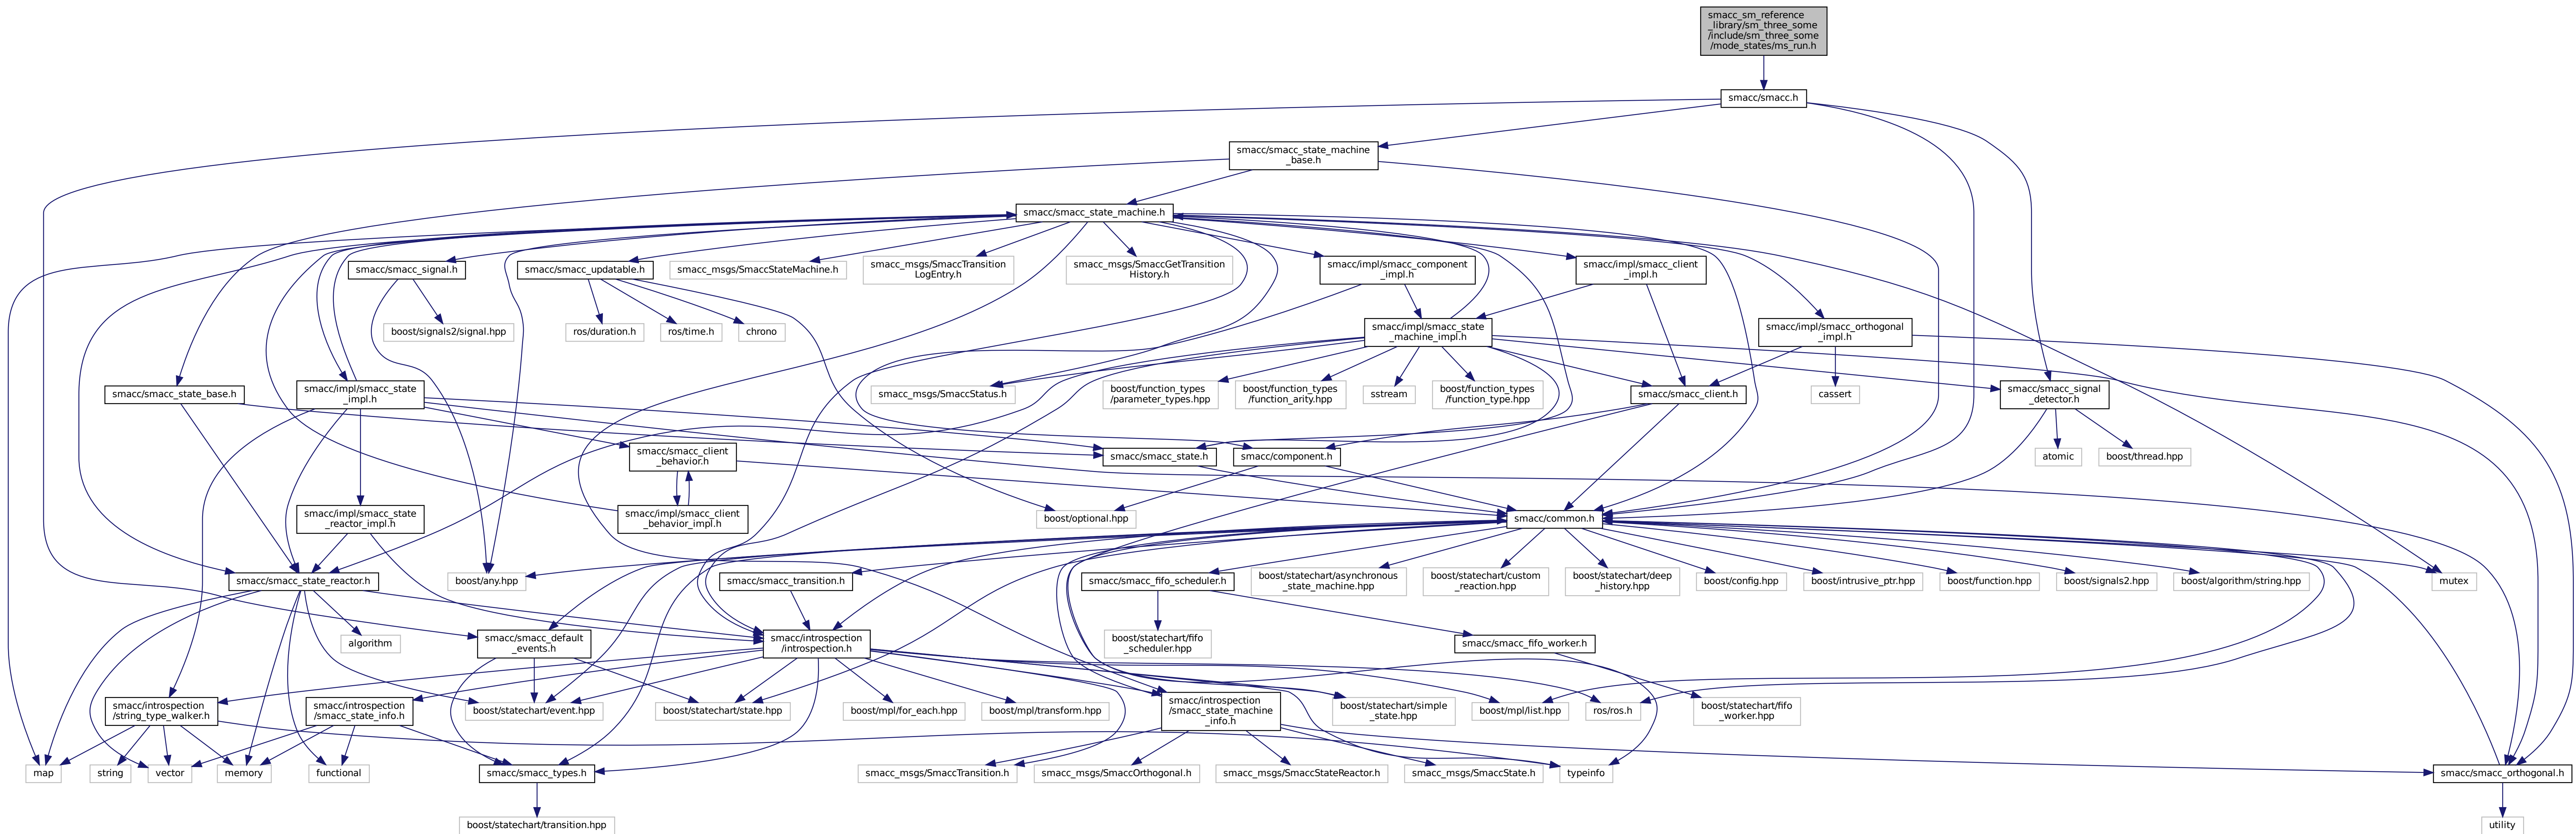 smacc_sm_reference
_library/sm_three_some
/include/sm_three_some
/mode_states/ms_run.h
smacc/smacc.h
smacc/smacc_state_machine
_base.h
smacc/smacc_state_machine.h
smacc/smacc_signal.h
smacc/smacc_updatable.h
smacc_msgs/SmaccStateMachine.h
smacc_msgs/SmaccTransition
LogEntry.h
smacc_msgs/SmaccGetTransition
History.h
smacc/impl/smacc_component
_impl.h
smacc/impl/smacc_client
_impl.h
boost/signals2/signal.hpp
ros/duration.h
ros/time.h
chrono
smacc/impl/smacc_state
_machine_impl.h
smacc/impl/smacc_orthogonal
_impl.h
smacc/smacc_state_base.h
smacc/impl/smacc_state
_impl.h
smacc_msgs/SmaccStatus.h
boost/function_types
/parameter_types.hpp
boost/function_types
/function_arity.hpp
sstream
boost/function_types
/function_type.hpp
smacc/smacc_client.h
cassert
smacc/smacc_signal
_detector.h
smacc/smacc_client
_behavior.h
smacc/smacc_state.h
smacc/component.h
atomic
boost/thread.hpp
smacc/impl/smacc_state
_reactor_impl.h
smacc/impl/smacc_client
_behavior_impl.h
boost/optional.hpp
smacc/common.h
smacc/smacc_state_reactor.h
boost/any.hpp
smacc/smacc_transition.h
smacc/smacc_fifo_scheduler.h
boost/statechart/asynchronous
_state_machine.hpp
boost/statechart/custom
_reaction.hpp
boost/statechart/deep
_history.hpp
boost/config.hpp
boost/intrusive_ptr.hpp
boost/function.hpp
boost/signals2.hpp
boost/algorithm/string.hpp
mutex
algorithm
smacc/smacc_default
_events.h
smacc/introspection
/introspection.h
boost/statechart/fifo
_scheduler.hpp
smacc/smacc_fifo_worker.h
smacc/introspection
/string_type_walker.h
smacc/introspection
/smacc_state_info.h
boost/statechart/event.hpp
boost/statechart/state.hpp
boost/mpl/for_each.hpp
boost/mpl/transform.hpp
smacc/introspection
/smacc_state_machine
_info.h
boost/statechart/simple
_state.hpp
boost/mpl/list.hpp
ros/ros.h
boost/statechart/fifo
_worker.hpp
map
string
vector
memory
functional
smacc/smacc_types.h
smacc_msgs/SmaccTransition.h
smacc_msgs/SmaccOrthogonal.h
smacc_msgs/SmaccStateReactor.h
smacc_msgs/SmaccState.h
typeinfo
smacc/smacc_orthogonal.h
boost/statechart/transition.hpp
utility